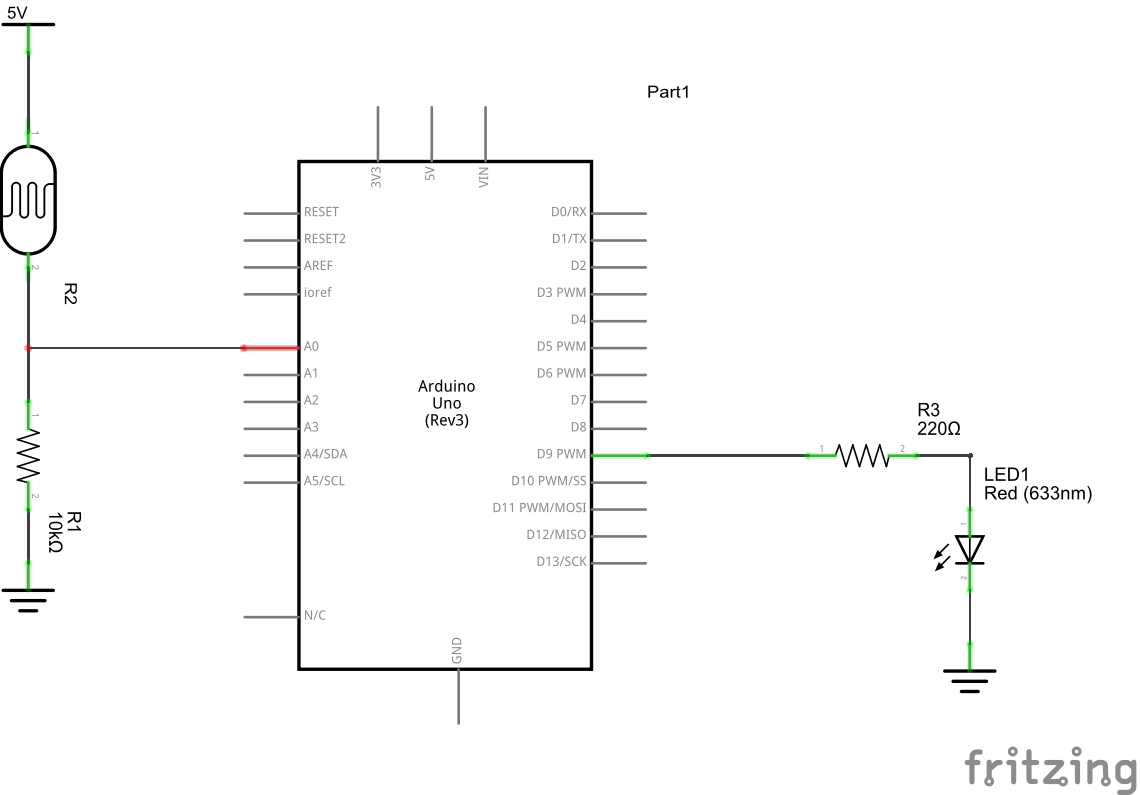 5V
Part1
3V3
5V
VIN
RESET
RESET2
AREF
ioref
A0
A1
A2
A3
A4/SDA
A5/SCL
N/C
D0/RX
D1/TX
D2
D3 PWM
D4
D5 PWM
D6 PWM
D7
D8
D9 PWM
D10 PWM/SS
D11 PWM/MOSI
D12/MISO
D13/SCK
GND
Arduino
Uno
(Rev3)
1
2
R2
1
2
R1
10kΩ
R3
220Ω
1
2
LED1
Red (633nm)
1
2
fritzing